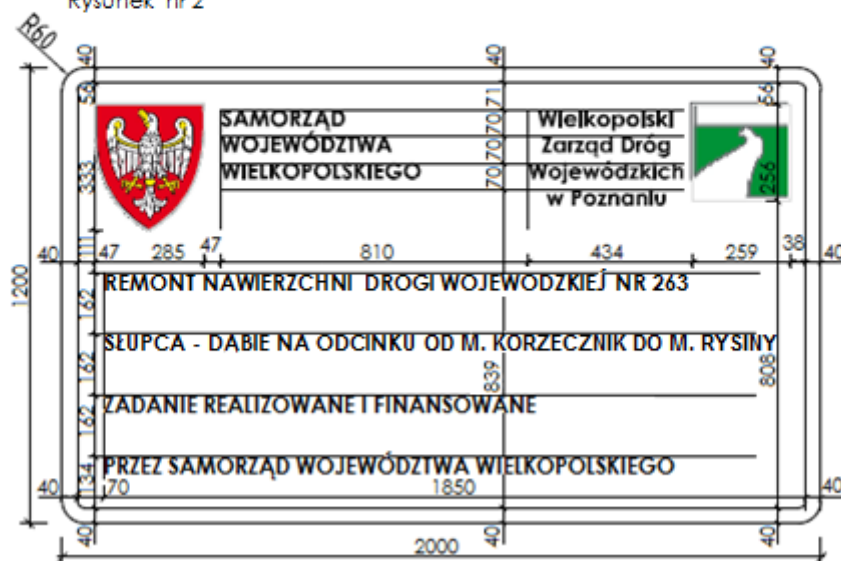 Rysunek nr 2
R60
40 40 40
56 71 56
SAMORZĄD
WOJEWÓDZTWA
WIELKOPOLSKIEGO
70 70 70
Wielkopolski
Zarząd Dróg
Wojewódzkich
w Poznaniu
333 256
111
40 47 285 47 810 434 259 38 40
1200
REMONT NAWIERZCHNI DROGI WOJEWODZKIEJ NR 263
162
SŁUPCA - DĄBIE NA ODCINKU OD M. KORZECZNIK DO M. RYSINY
162 839 808
ZADANIE REALIZOWANE I FINANSOWANE
162
PRZEZ SAMORZĄD WOJEWÓDZTWA WIELKOPOLSKIEGO
134
40 70 1850 40
40 40 40
2000